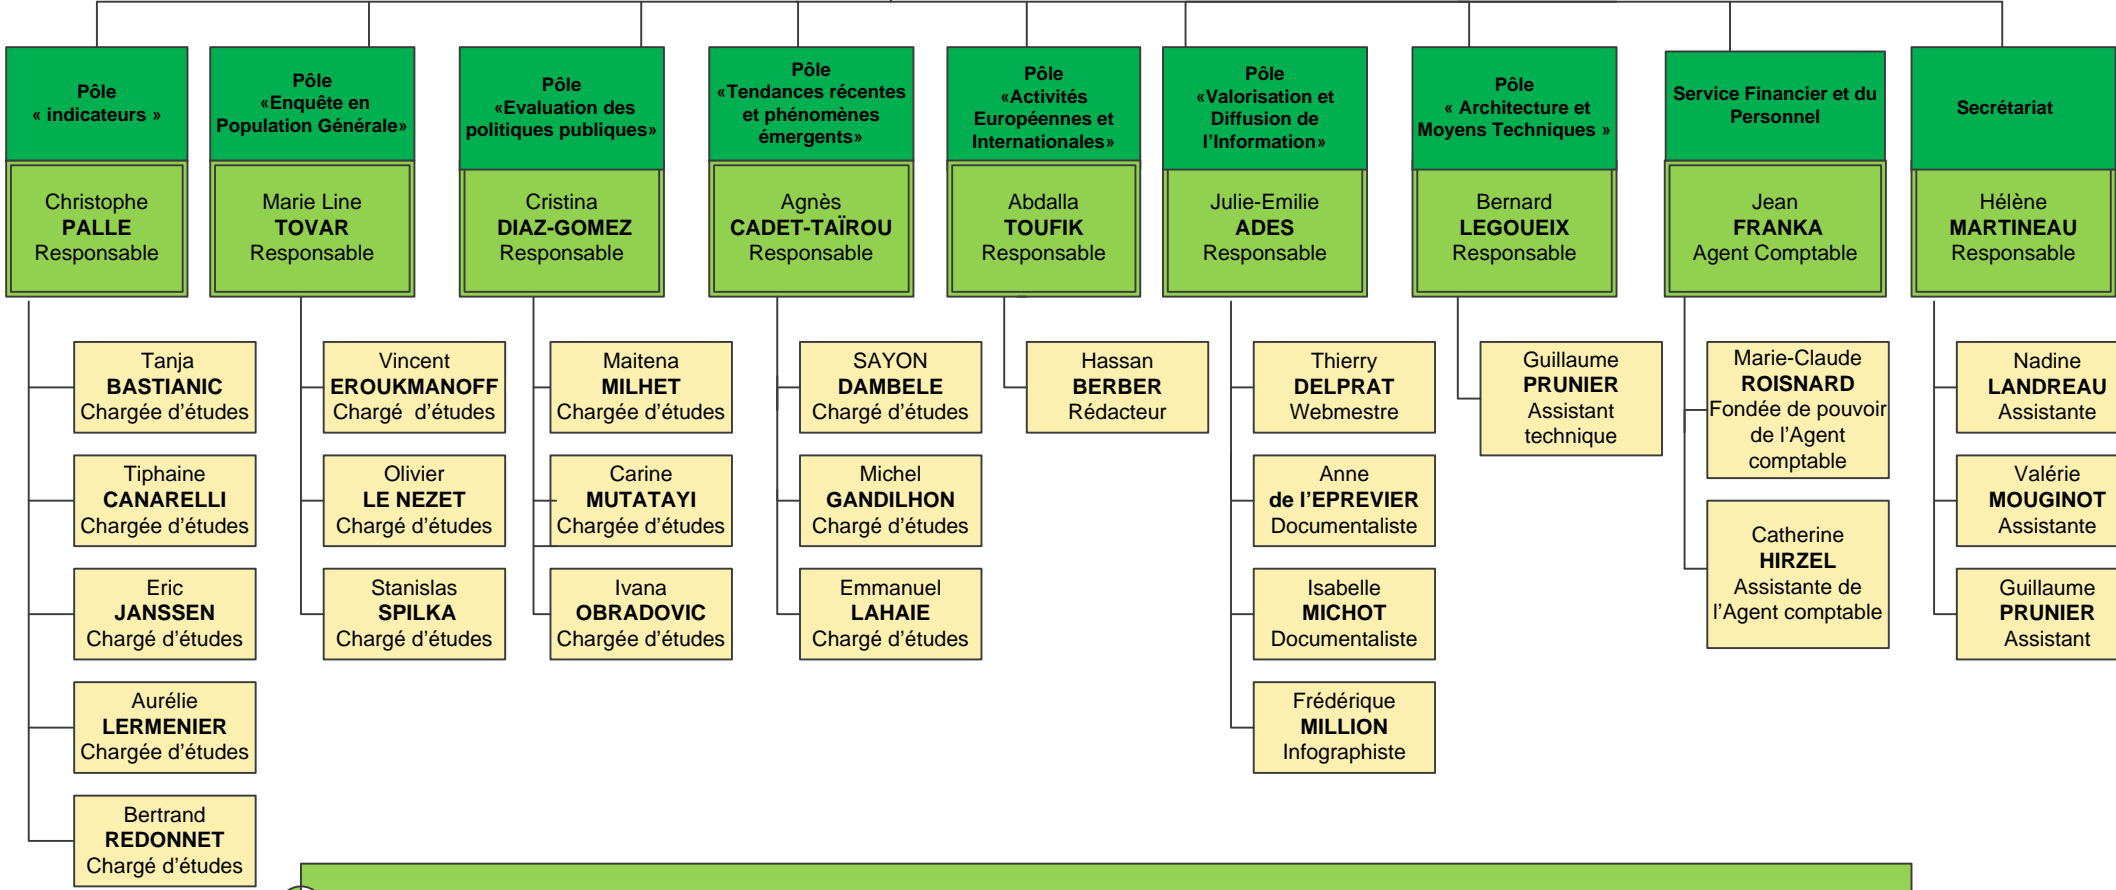 Pôle
« indicateurs »
Christophe
PALLE
Responsable
Tanja
BASTIANIC
Chargée d’études
Tiphaine
CANARELLI
Chargée d’études
Eric
JANSSEN
Chargé d’études
Aurélie
LERMENIER
Chargée d’études
Bertrand
REDONNET
Chargé d’études
Pôle
«Enquête en
Population Générale»
Marie Line
TOVAR
Responsable
Vincent
EROUKMANOFF
Chargé d’études
Olivier
LE NEZET
Chargé d’études
Stanislas
SPILKA
Chargé d’études
Pôle
«Evaluation des
politiques publiques»
Cristina
DIAZ-GOMEZ
Responsable
Maitena
MILHET
Chargée d’études
Carine
MUTATAYI
Chargée d’études
Ivana
OBRADOVIC
Chargée d’études
Pôle
«Tendances récentes
et phénomènes
émergents»
Agnès
CADET-TAÏROU
Responsable
SAYON
DAMBELE
Chargé d’études
Michel
GANDILHON
Chargé d’études
Emmanuel
LAHAIE
Chargé d’études
Pôle
«Activités
Européennes et
Internationales»
Abdalla
TOUFIK
Responsable
Hassan
BERBER
Rédacteur
Pôle
«Valorisation et
Diffusion de
l’Information»
Julie-Emilie
ADES
Responsable
Thierry
DELPRAT
Webmestre
Anne
de l’EPREVIER
Documentaliste
Isabelle
MICHOT
Documentaliste
Frédérique
MILLION
Infographiste
Pôle
« Architecture et
Moyens Techniques »
Bernard
LEGOUEIX
Responsable
Guillaume
PRUNIER
Assistant
technique
Service Financier et du
Personnel
Jean
FRANKA
Agent Comptable
Marie-Claude
ROISNARD
Fondée de pouvoir
de l’Agent
comptable
Catherine
HIRZEL
Assistante de
l’Agent comptable
Secrétariat
Hélène
MARTINEAU
Responsable
Nadine
LANDREAU
Assistante
Valérie
MOUGINOT
Assistante
Guillaume
PRUNIER
Assistant